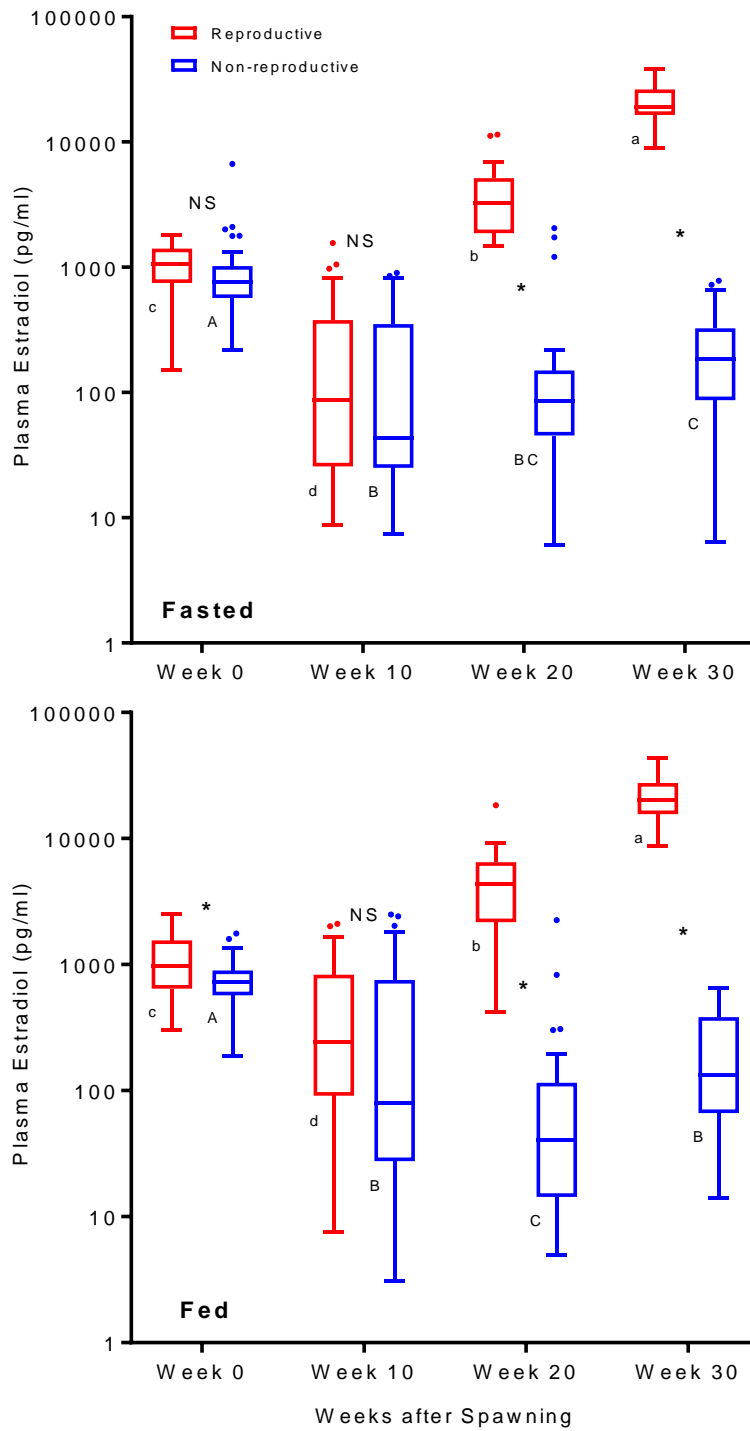 100000
Reproductive
Non-reproductive
10000
a
NS
*
NS
1000
b
*
c
A
100
C
BC
d
B
10
Fasted
1
Week 0
Week 10
Week 20
Week 30
Plasma Estradiol (pg/ml)
100000
10000
a
*
NS
*
b
1000
*
c
A
100
d
B
B
C
10
Fed
1
Week 0
Week 10
Week 20
Week 30
Plasma Estradiol (pg/ml)
Weeks after Spawning